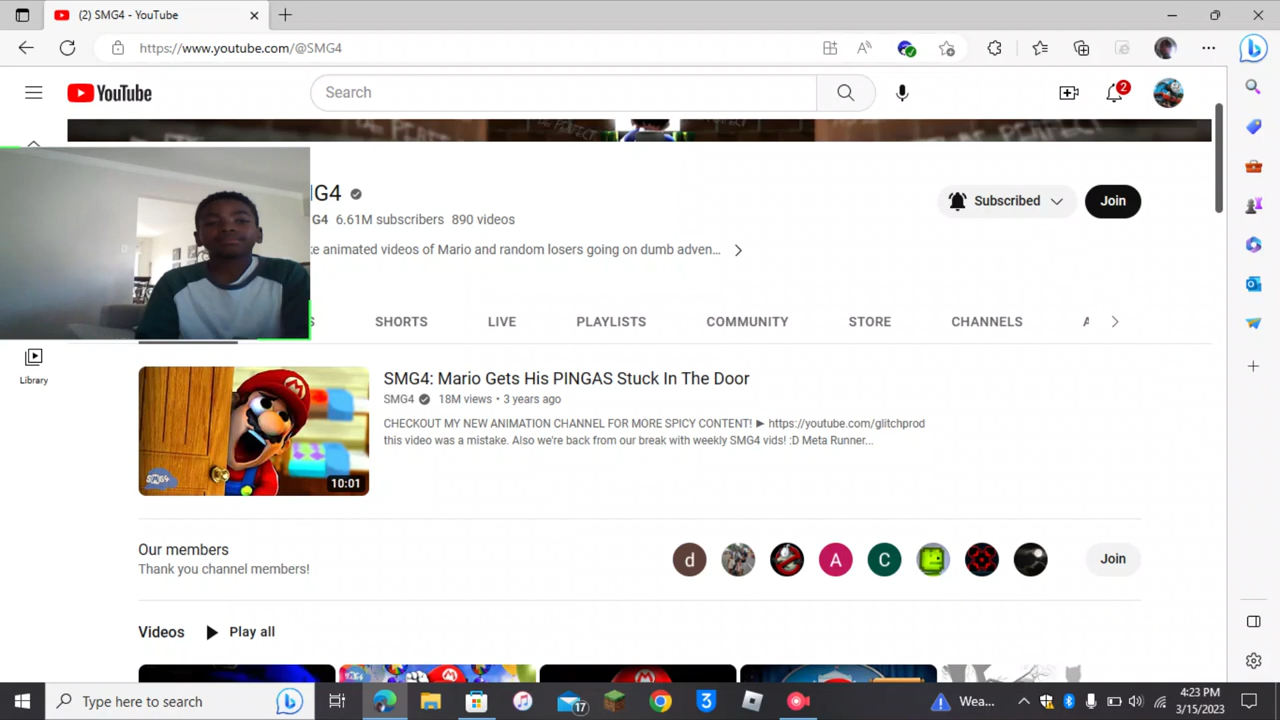 (2) SMG4 - YouTube
https://www.youtube.com/@SMG4
YouTube
Search
2
G4
G4 6.61M subscribers 890 videos
Subscribed
Join
e animated videos of Mario and random losers going on dumb adven...
S SHORTS LIVE PLAYLISTS COMMUNITY STORE CHANNELS A
Library
SMG4: Mario Gets His PINGAS Stuck In The Door
SMG4 18M views • 3 years ago
CHECKOUT MY NEW ANIMATION CHANNEL FOR MORE SPICY CONTENT! ► https://youtube.com/glitchprod
this video was a mistake. Also we're back from our break with weekly SMG4 vids! :D Meta Runner...
SMG4
10:01
Our members
Thank you channel members!
d A C
Join
Videos Play all
Type here to search
17
3
Wea...
4:23 PM
3/15/2023